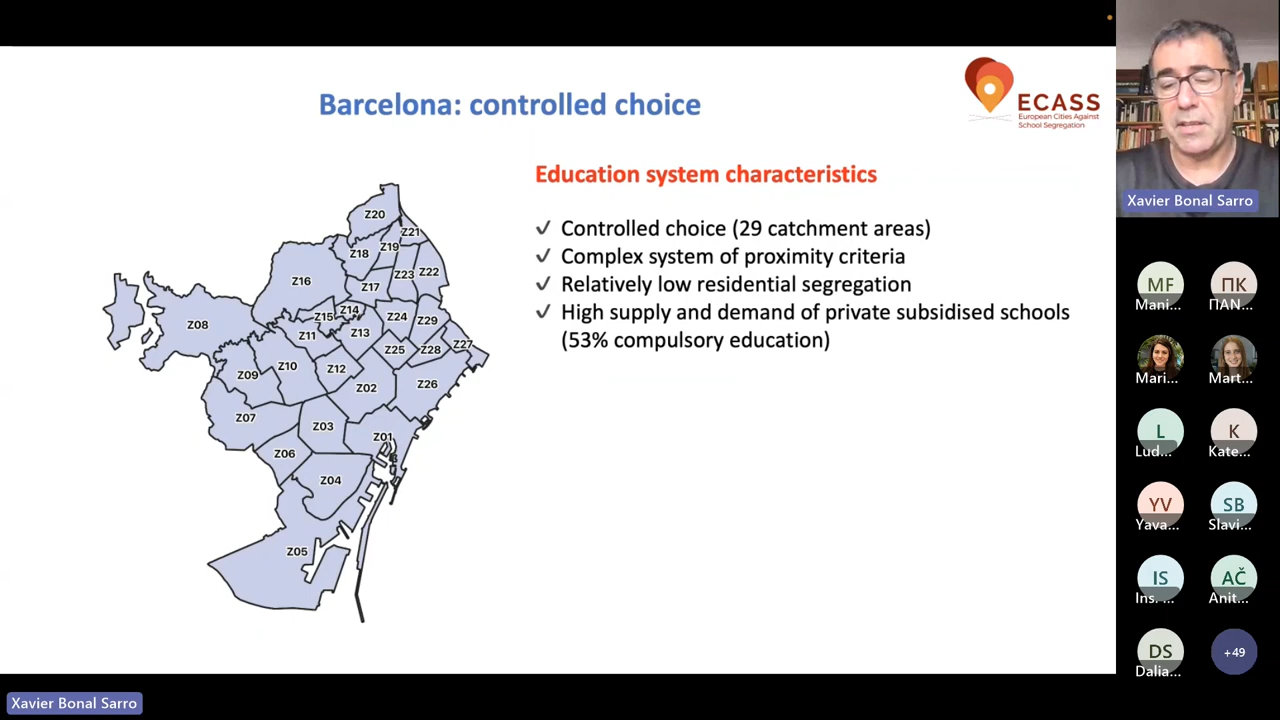 Barcelona: controlled choice
ECASS
European Cities Against
School Segregation
Education system characteristics
✓ Controlled choice (29 catchment areas)
✓ Complex system of proximity criteria
✓ Relatively low residential segregation
✓ High supply and demand of private subsidised schools
(53% compulsory education)
Z20
Z21
Z19
Z18
Z23
Z22
Z16
Z17
Z14
Z15
Z24
Z29
Z08
Z13
Z11
Z27
Z25
Z28
Z10
Z12
Z09
Z02
Z26
Z07
Z03
Z01
Z06
Z04
Z05
Xavier Bonal Sarro
MF
ПК
Mani...
ПАN...
Mari...
Mart...
L
K
Lud...
Kate...
YV
SB
Yava...
Slavi...
IS
AČ
Ins. ...
Anit...
DS
+49
Dalia...
Xavier Bonal Sarro